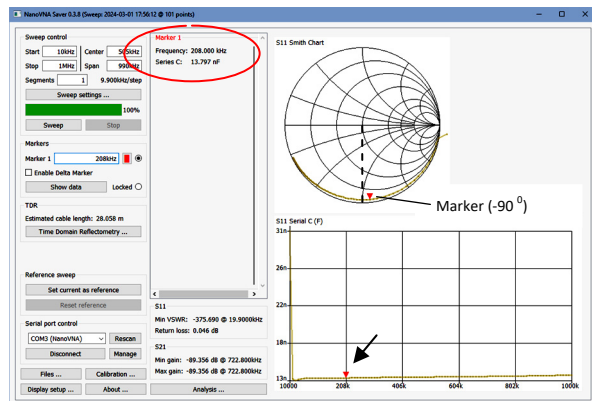 NanoVNA Saver 0.3.8 (Sweep: 2024-03-01 17:56:12 @ 101 points)
Sweep control
Start 10kHz Center 505kHz
Stop 1MHz Span 990kHz
Segments 1 9.900kHz/step
Sweep settings ...
100%
Sweep Stop
Markers
Marker 1 208kHz
Enable Delta Marker
Show data Locked
TDR
Estimated cable length: 28.058 m
Time Domain Reflectometry ...
Reference sweep
Set current as reference
Reset reference
Serial port control
COM3 (NanoVNA) Rescan
Disconnect Manage
Files ... Calibration ...
Display setup ... About ...
Marker 1
Frequency: 208.000 kHz
Series C: 13.797 nF
S11
Min VSWR: -375.690 @ 19.9000kHz
Return loss: 0.046 dB
S21
Min gain: -89.356 dB @ 722.800kHz
Max gain: -89.356 dB @ 722.800kHz
Analysis ...
S11 Smith Chart
Marker (-90 ⁰)
S11 Serial C (F)
31n
26n
22n
18n
13n
10000 208k 406k 604k 802k 1000k